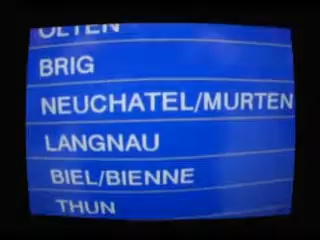 OLTEN
BRIG
NEUCHATEL/MURTEN
LANGNAU
BIEL/BIENNE
THUN